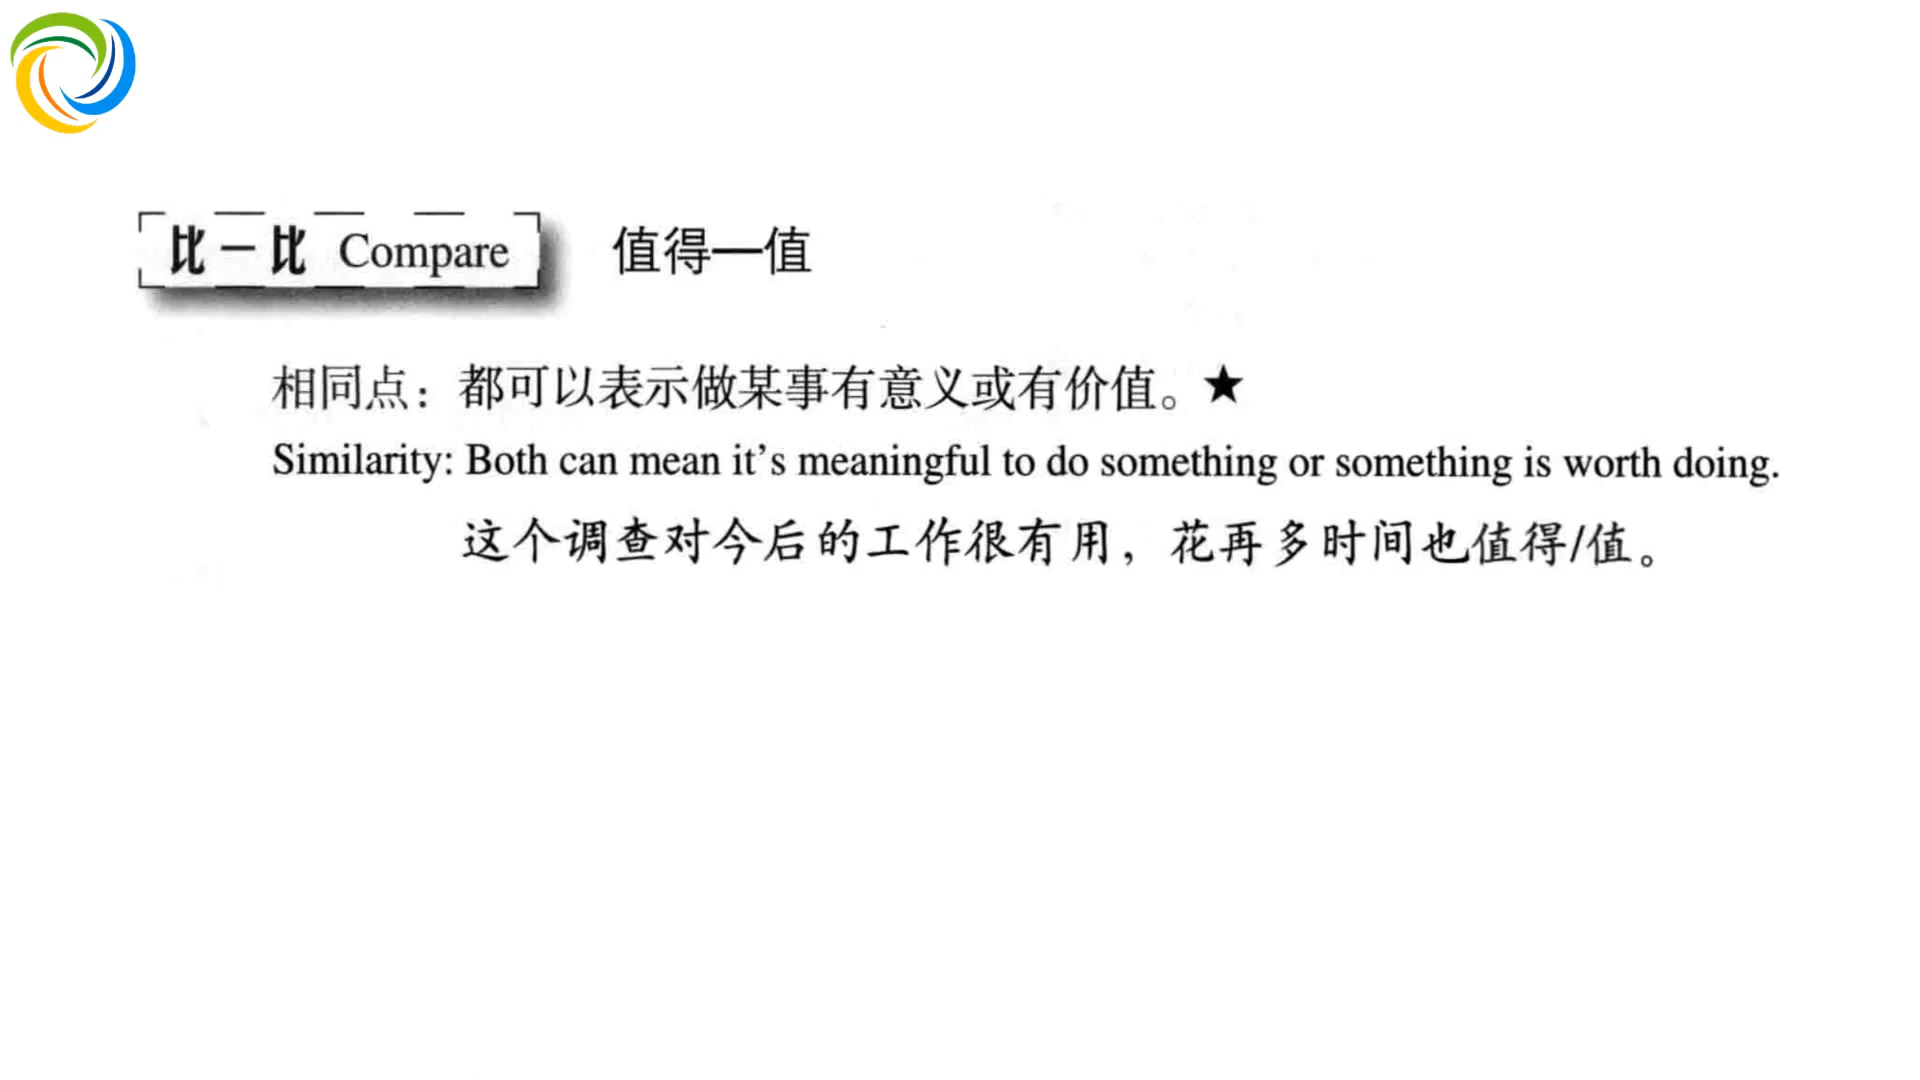 比一比 Compare 值得—值
相同点：都可以表示做某事有意义或有价值。★
Similarity: Both can mean it's meaningful to do something or something is worth doing.
这个调查对今后的工作很有用，花再多时间也值得/值。